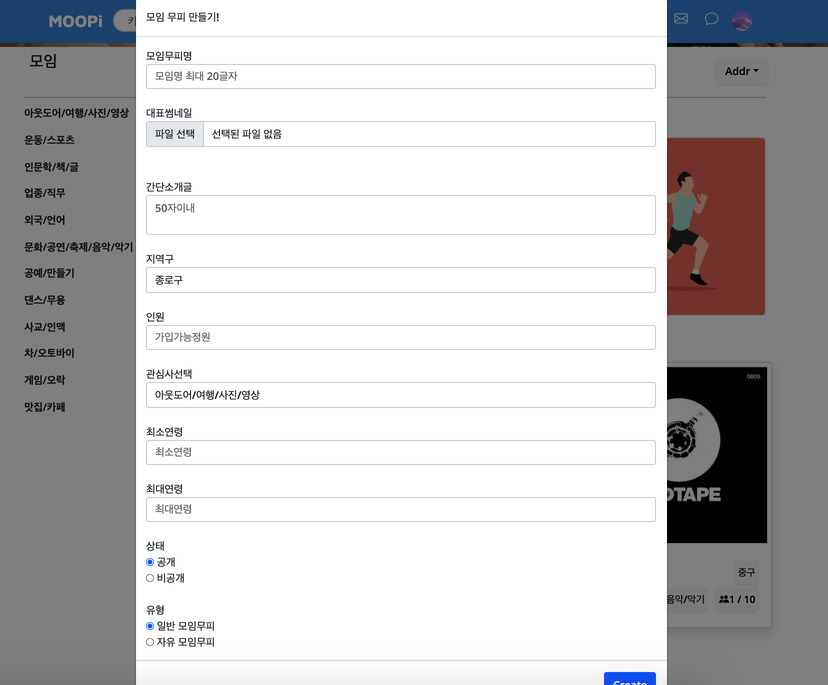 모임 무피 만들기!
MOOPi
카
모임
Addr
아웃도어/여행/사진/영상
운동/스포츠
인문학/책/글
업종/직무
외국/언어
문화/공연/축제/음악/악기
공예/만들기
댄스/무용
사교/인맥
차/오토바이
게임/오락
맛집/카페
모임무피명
모임명 최대 20글자
대표썸네일
파일 선택 선택된 파일 없음
간단소개글
50자이내
지역구
종로구
인원
가입가능정원
관심사선택
아웃도어/여행/사진/영상
최소연령
최소연령
최대연령
최대연령
상태
공개
비공개
유형
일반 모임무피
자유 모임무피
Create
0805
OTAPE
중구
음악/악기
1 / 10